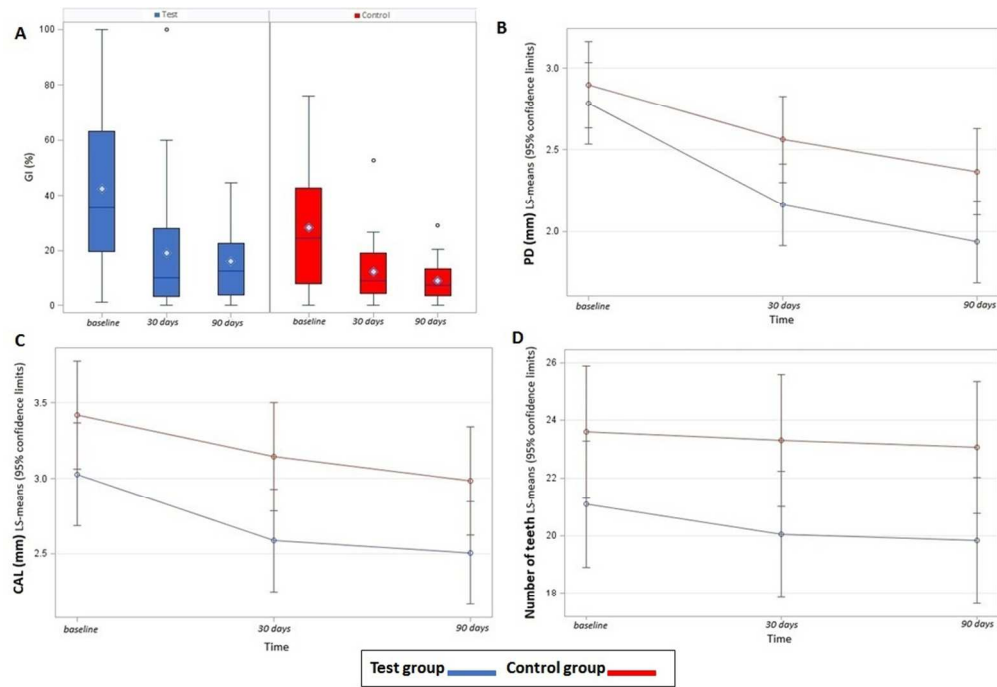 A
Test
Control
100
80
60
40
20
0
GI (%)
baseline
30 days
90 days
baseline
30 days
90 days
B
3.0
2.5
2.0
PD (mm) LS-means (95% confidence limits)
baseline
30 days
90 days
Time
C
3.5
3.0
2.5
CAL (mm) LS-means (95% confidence limits)
baseline
30 days
90 days
Time
D
26
24
22
20
18
Number of teeth LS-means (95% confidence limits)
baseline
30 days
90 days
Time
Test group
Control group